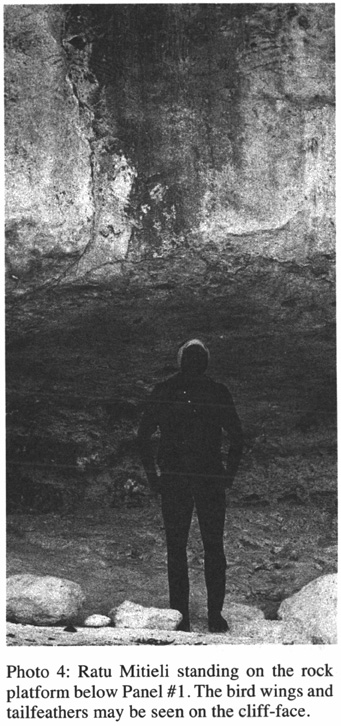 Photo 4: Ratu Mitieli standing on the rock
platform below Panel #1. The bird wings and
tailfeathers may be seen on the cliff-face.